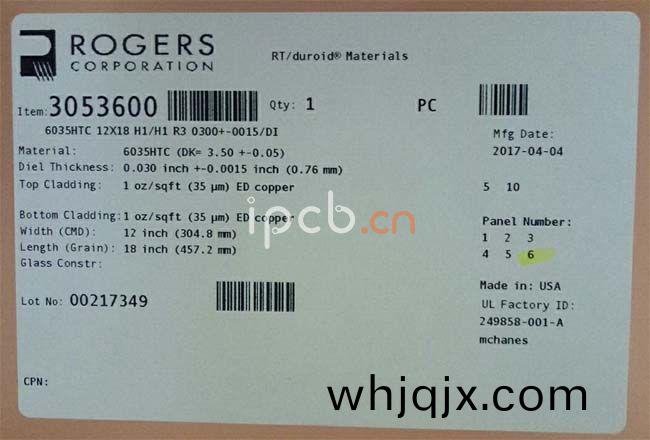 ROGERS
CORPORATION
RT/duroid® Materials
Item: 3053600 Qty: 1 PC
6035HTC 12X18 H1/H1 R3 0300+-0015/DI
Mfg Date:
2017-04-04
Material: 6035HTC (DK= 3.50 +-0.05)
Diel Thickness: 0.030 inch +-0.0015 inch (0.76 mm)
Top Cladding: 1 oz/sqft (35 µm) ED copper
5 10
Bottom Cladding: 1 oz/sqft (35 µm) ED copper
Width (CMD): 12 inch (304.8 mm)
Length (Grain): 18 inch (457.2 mm)
Glass Constr:
Panel Number:
1 2 3
4 5 6
Lot No: 00217349
Made in: USA
UL Factory ID:
249858-001-A
mchanes
CPN:
ipcb.cn
whjqjx.com